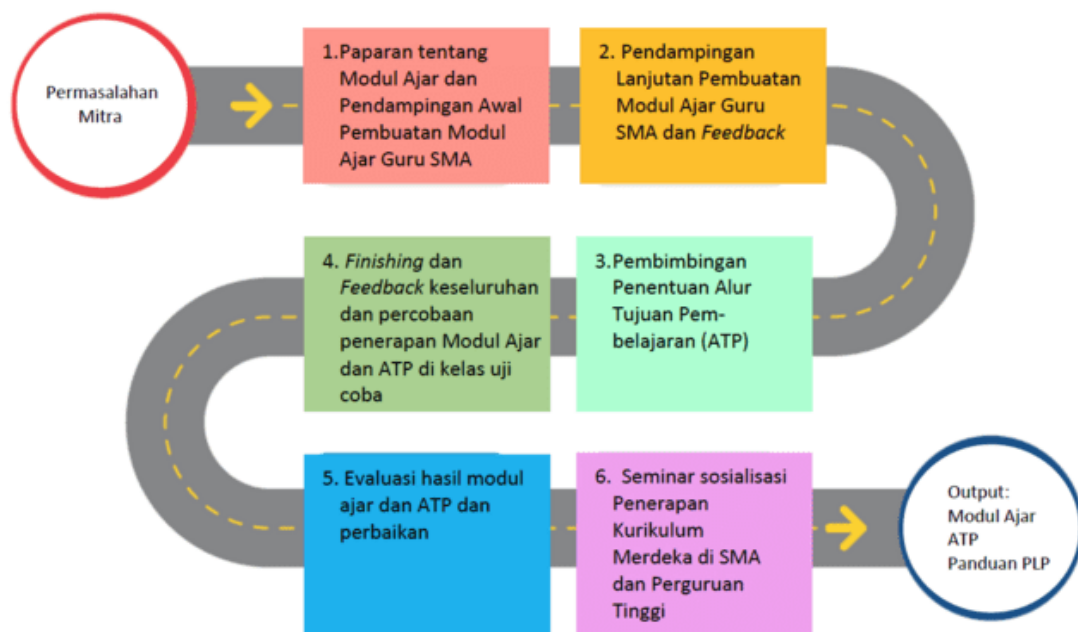 Permasalahan
Mitra
1.Paparan tentang
Modul Ajar dan
Pendampingan Awal
Pembuatan Modul
Ajar Guru SMA
2. Pendampingan
Lanjutan Pembuatan
Modul Ajar Guru
SMA dan Feedback
3.Pembimbingan
Penentuan Alur
Tujuan Pem-
belajaran (ATP)
4. Finishing dan
Feedback keseluruhan
dan percobaan
penerapan Modul Ajar
dan ATP di kelas uji
coba
5. Evaluasi hasil modul
ajar dan ATP dan
perbaikan
6. Seminar sosialisasi
Penerapan
Kurikulum
Merdeka di SMA
dan Perguruan
Tinggi
Output:
Modul Ajar
ATP
Panduan PLP